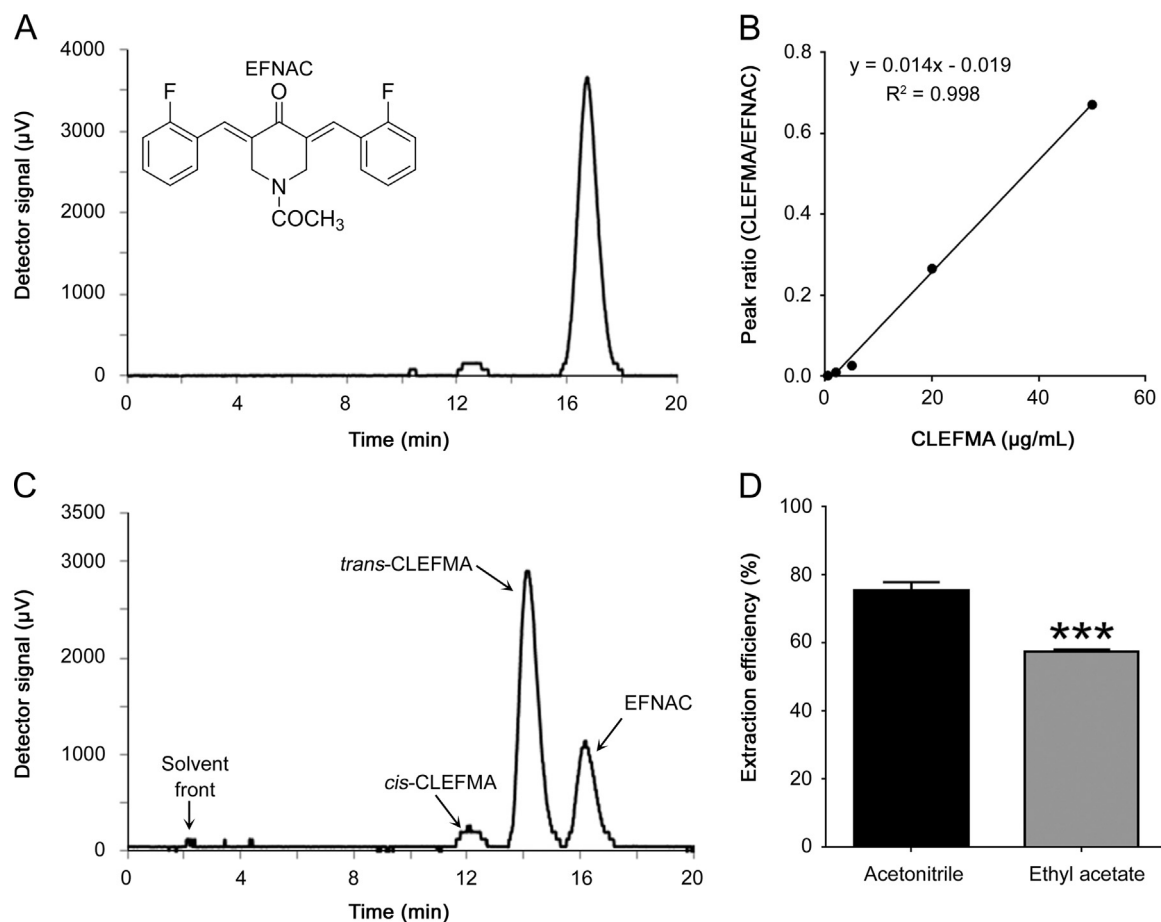 A
4000
3000
2000
1000
0
Detector signal (µV)
EFNAC
F
O
F
N
COCH₃
0 4 8 12 16 20
Time (min)
B
0.8
0.6
0.4
0.2
0.0
Peak ratio (CLEFMA/EFNAC)
y = 0.014x - 0.019
R² = 0.998
0 20 40 60
CLEFMA (µg/mL)
C
3500
3000
2000
1000
0
Detector signal (µV)
trans-CLEFMA
EFNAC
Solvent
front
cis-CLEFMA
0 4 8 12 16 20
Time (min)
D
100
80
60
40
20
0
Extraction efficiency (%)
***
Acetonitrile Ethyl acetate